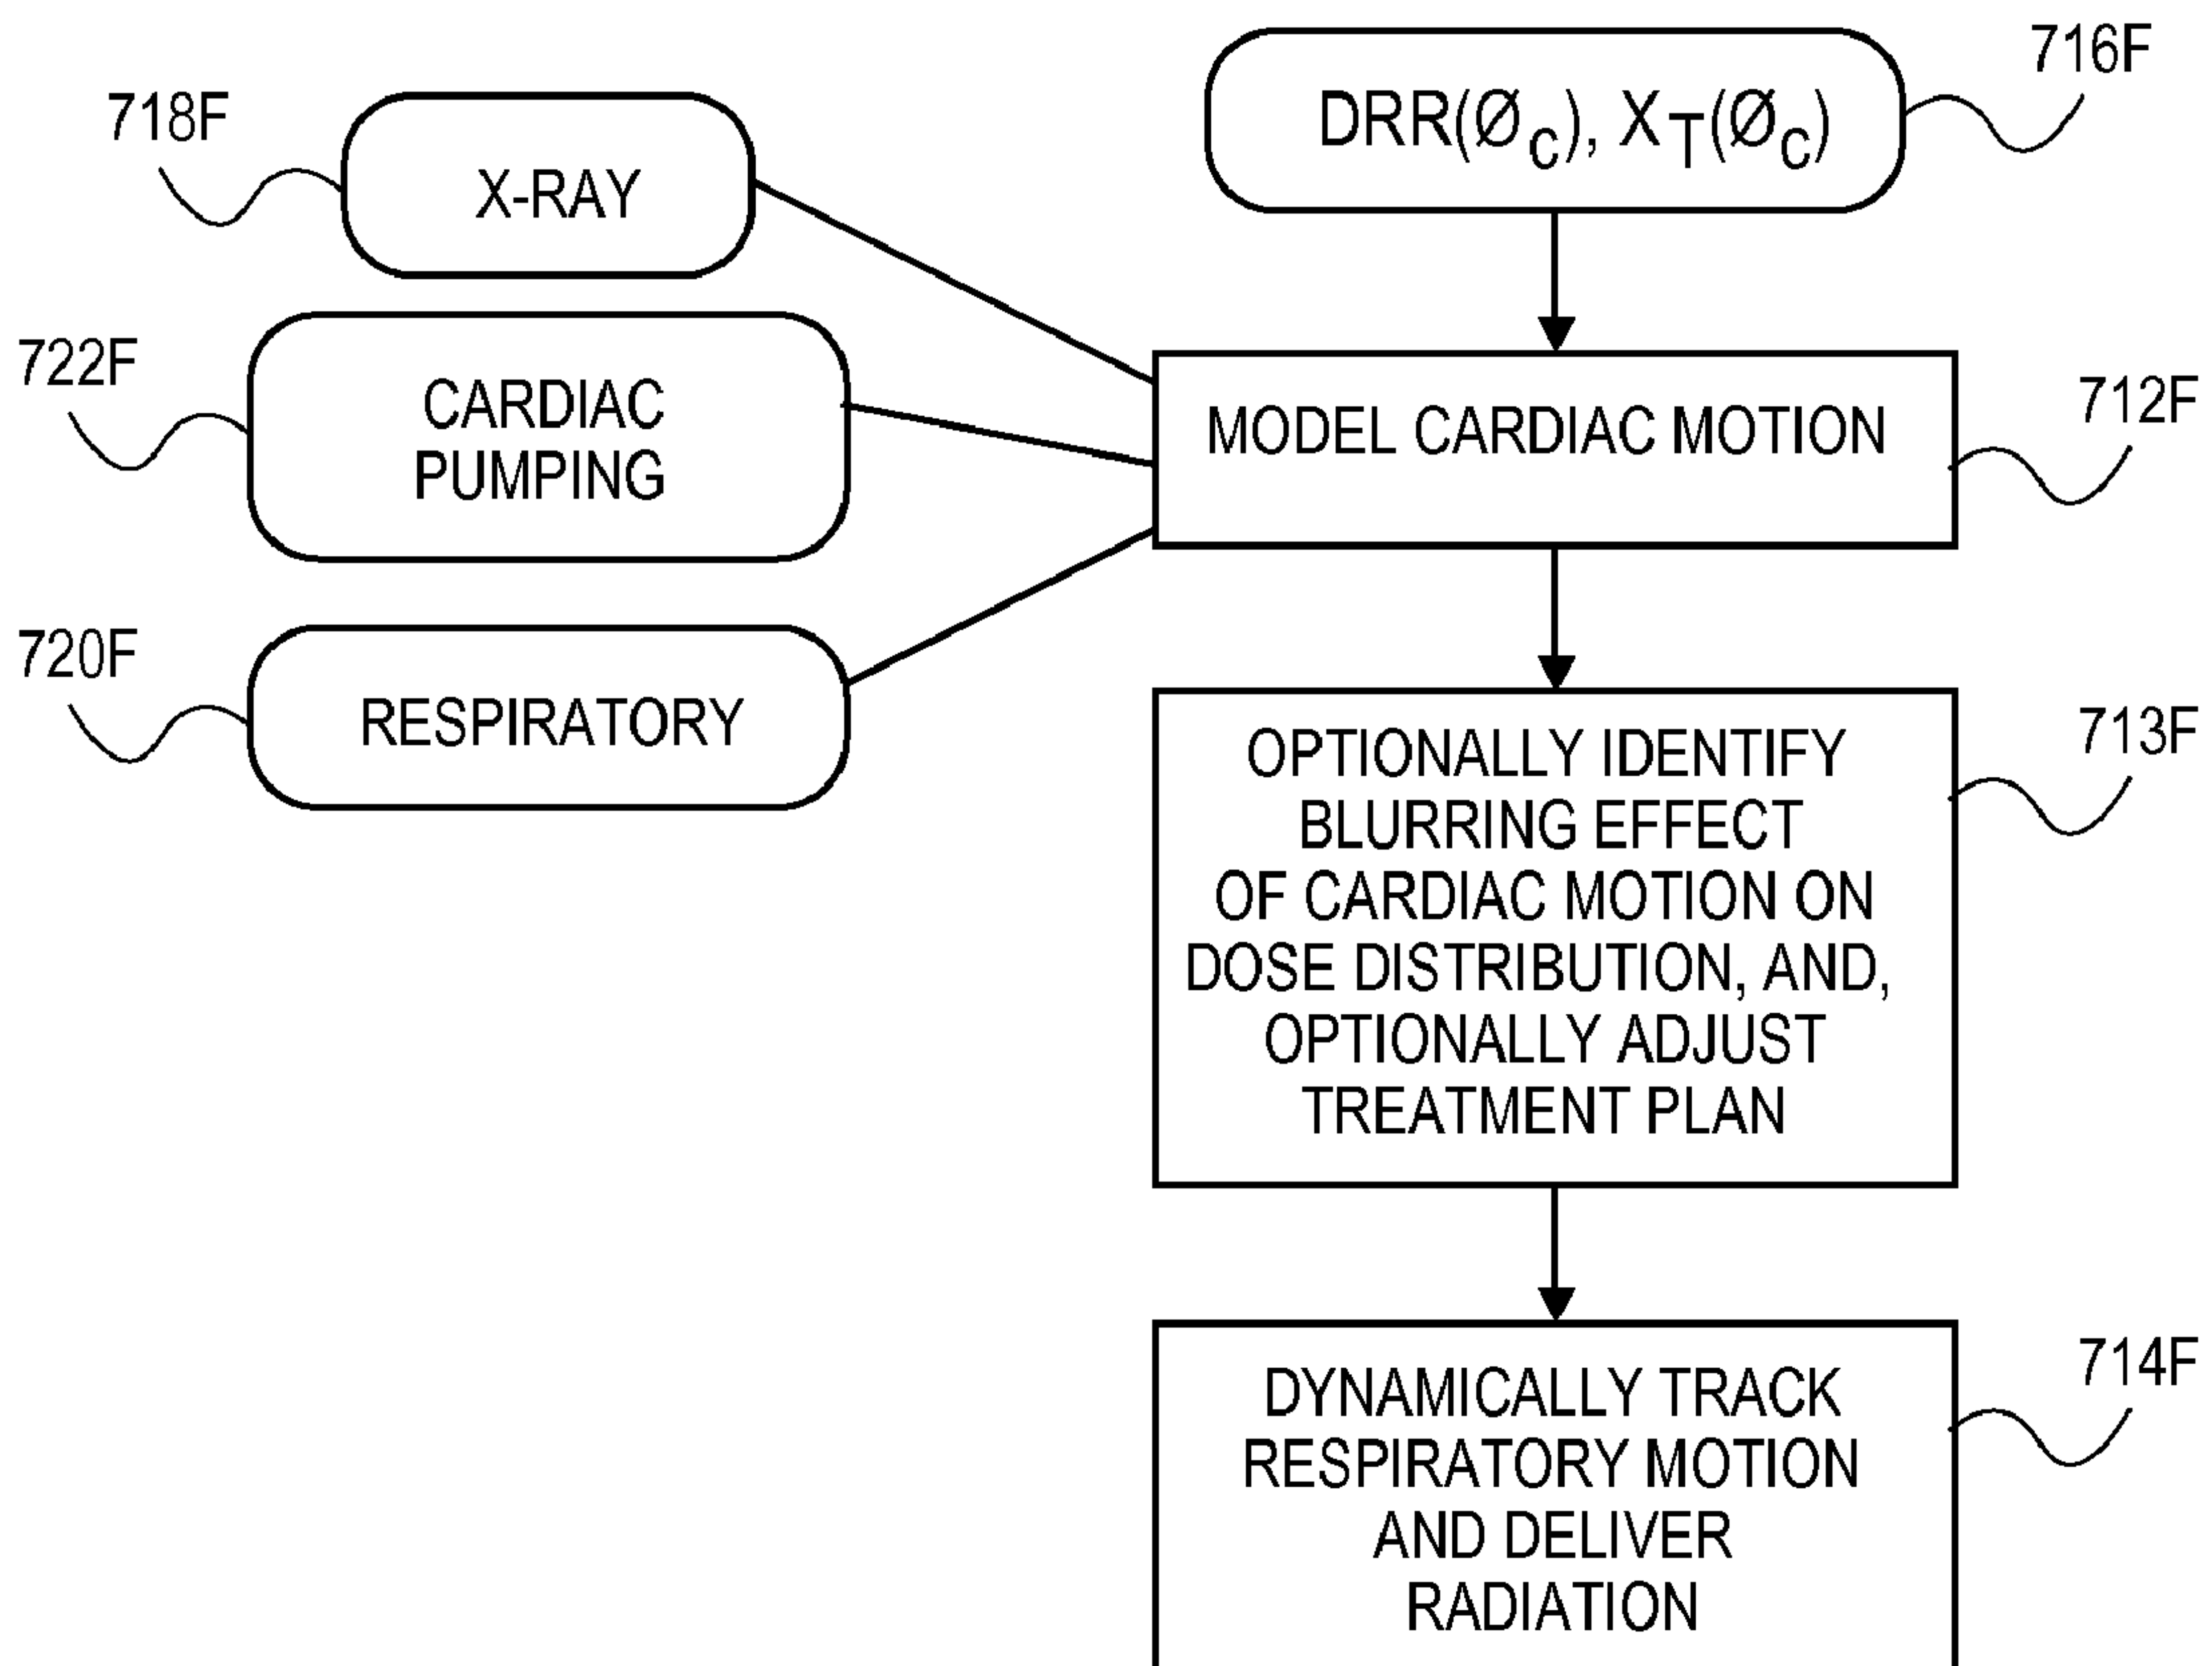 716F
DRR(Øc), XT(Øc)
718F
X-RAY
722F
CARDIAC
PUMPING
712F
MODEL CARDIAC MOTION
720F
RESPIRATORY
713F
OPTIONALLY IDENTIFY
BLURRING EFFECT
OF CARDIAC MOTION ON
DOSE DISTRIBUTION, AND,
OPTIONALLY ADJUST
TREATMENT PLAN
714F
DYNAMICALLY TRACK
RESPIRATORY MOTION
AND DELIVER
RADIATION